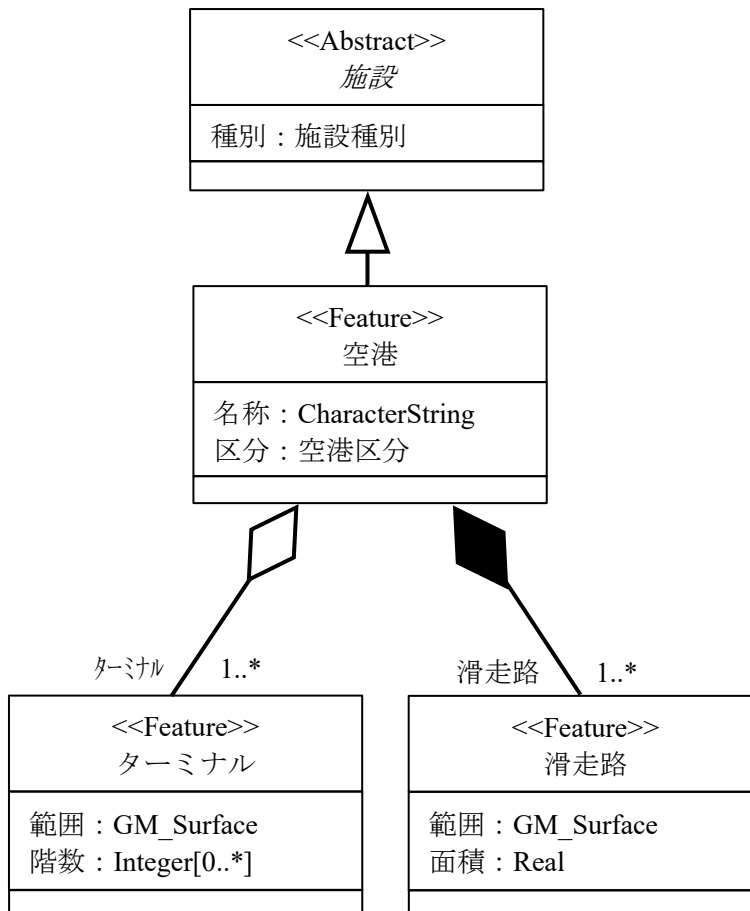 <<Abstract>>
施設
種別：施設種別
<<Feature>>
空港
名称：CharacterString
区分：空港区分
ﾀｰﾐﾅﾙ 1..*
滑走路 1..*
<<Feature>>
ターミナル
範囲：GM_Surface
階数：Integer[0..*]
<<Feature>>
滑走路
範囲：GM_Surface
面積：Real